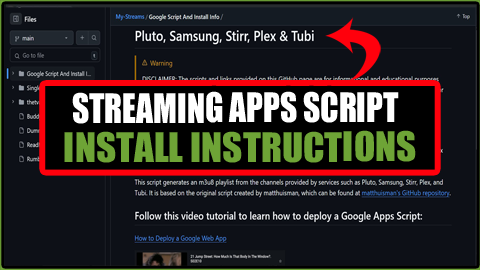 Files
main
Go to file
Google Script And Install I...
Single
thetv
Budd
Dum
Read
Rum
My-Streams / Google Script And Install Info /
Top
Pluto, Samsung, Stirr, Plex & Tubi
Warning
DISCLAIMER: The scripts and links provided on this GitHub page are for informational and educational purposes
STREAMING APPS SCRIPT
INSTALL INSTRUCTIONS
This script generates an m3u8 playlist from the channels provided by services such as Pluto, Samsung, Stirr, Plex, and
Tubi. It is based on the original script created by matthuisman, which can be found at matthuisman's GitHub repository.
Follow this video tutorial to learn how to deploy a Google Apps Script:
How to Deploy a Google Web App
21 Jump Street: How Much Is That Body In The Window?
S02E10